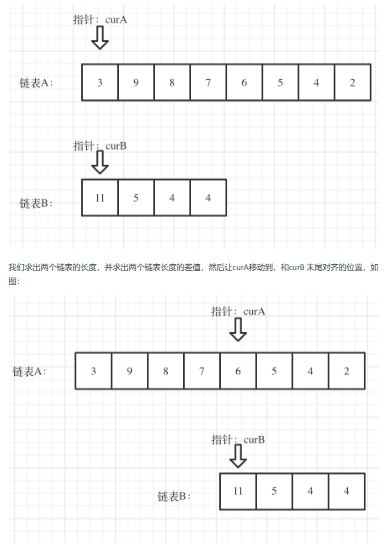 指针：curA
链表A：
3 9 8 7 6 5 4 2
指针：curB
链表B：
11 5 4 4
我们求出两个链表的长度，并求出两个链表长度的差值，然后让curA移动到，和curB 末尾对齐的位置，如
图：
指针：curA
链表A：
3 9 8 7 6 5 4 2
指针：curB
链表B：
11 5 4 4